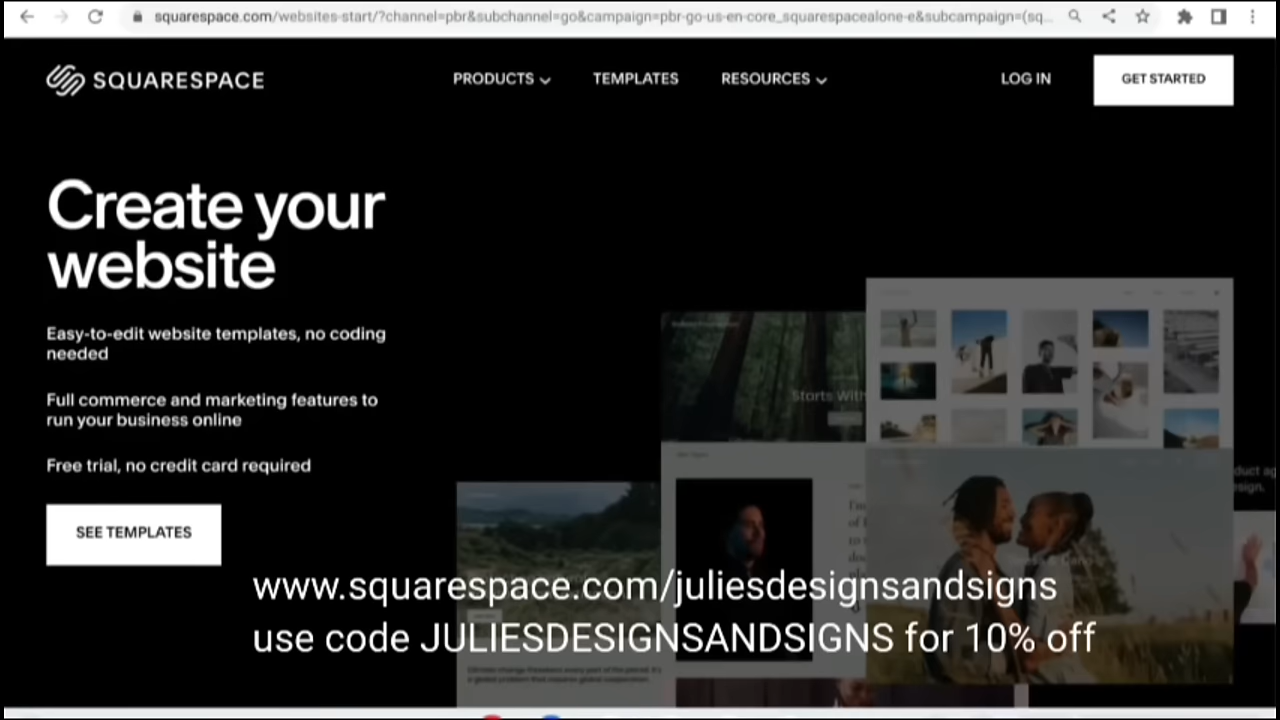 squarespace.com/websites-start/?channel=pbr&subchannel=go&campaign=pbr-go-us-en-core_squarespacealone-e&subcampaign=(sq...
SQUARESPACE
PRODUCTS
TEMPLATES
RESOURCES
LOG IN
GET STARTED
Create your
website
Easy-to-edit website templates, no coding
needed
Full commerce and marketing features to
run your business online
Free trial, no credit card required
SEE TEMPLATES
Starts With
www.squarespace.com/juliesdesignsandsigns
use code JULIESDESIGNSANDSIGNS for 10% off